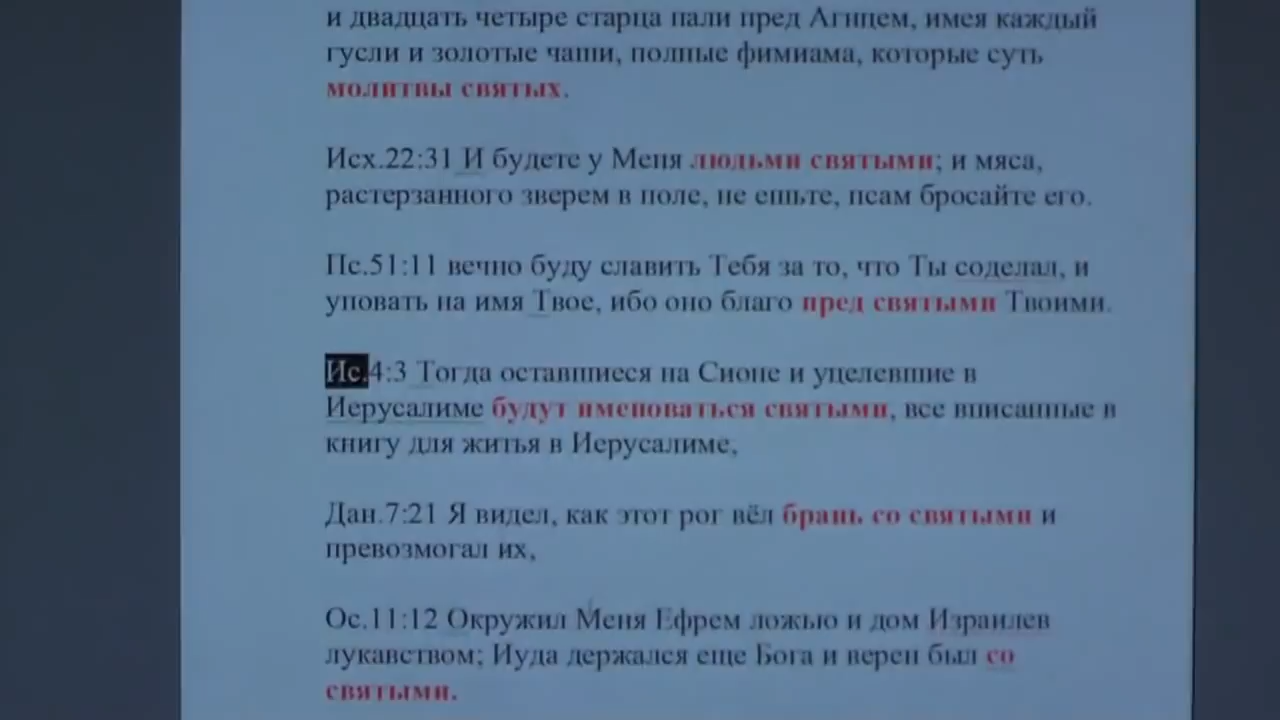 и двадцать четыре старца пали пред Агнцем, имея каждый
гусли и золотые чаши, полные фимиама, которые суть
молитвы святых.
Исх.22:31 И будете у Меня людьми святыми; и мяса,
растерзанного зверем в поле, не ешьте, псам бросайте его.
Пс.51:11 вечно буду славить Тебя за то, что Ты соделал, и
уповать на имя Твое, ибо оно благо пред святыми Твоими.
Ис.4:3 Тогда оставшиеся на Сионе и уцелевшие в
Иерусалиме будут именоваться святыми, все вписанные в
книгу для житья в Иерусалиме,
Дан.7:21 Я видел, как этот рог вёл брань со святыми и
превозмогал их,
Ос.11:12 Окружил Меня Ефрем ложью и дом Израилев
лукавством; Иуда держался еще Бога и верен был со
святыми.